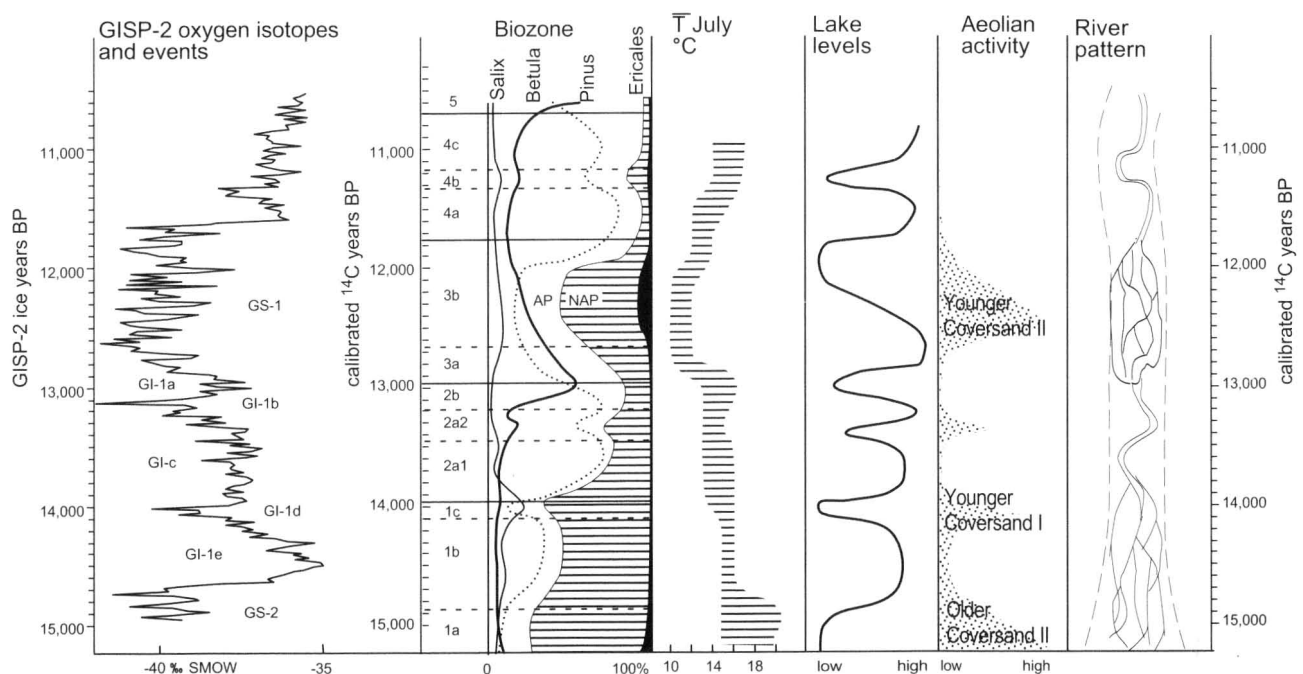 GISP-2 oxygen isotopes
and events
Biozone
T July
°C
Lake
levels
Aeolian
activity
River
pattern
Salix
Betula
Pinus
Ericales
GISP-2 ice years BP
11,000
12,000
13,000
14,000
15,000
GS-1
GI-1a
GI-1b
GI-c
GI-1d
GI-1e
GS-2
-40 ‰ SMOW
-35
calibrated ¹⁴C years BP
11,000
12,000
13,000
14,000
15,000
5
4c
4b
4a
3b
3a
2b
2a2
2a1
1c
1b
1a
AP
NAP
0
100%
10
14
18
low
high
Younger
Coversand II
Younger
Coversand I
Older
Coversand II
low
high
11,000
12,000
13,000
14,000
15,000
calibrated ¹⁴C years BP